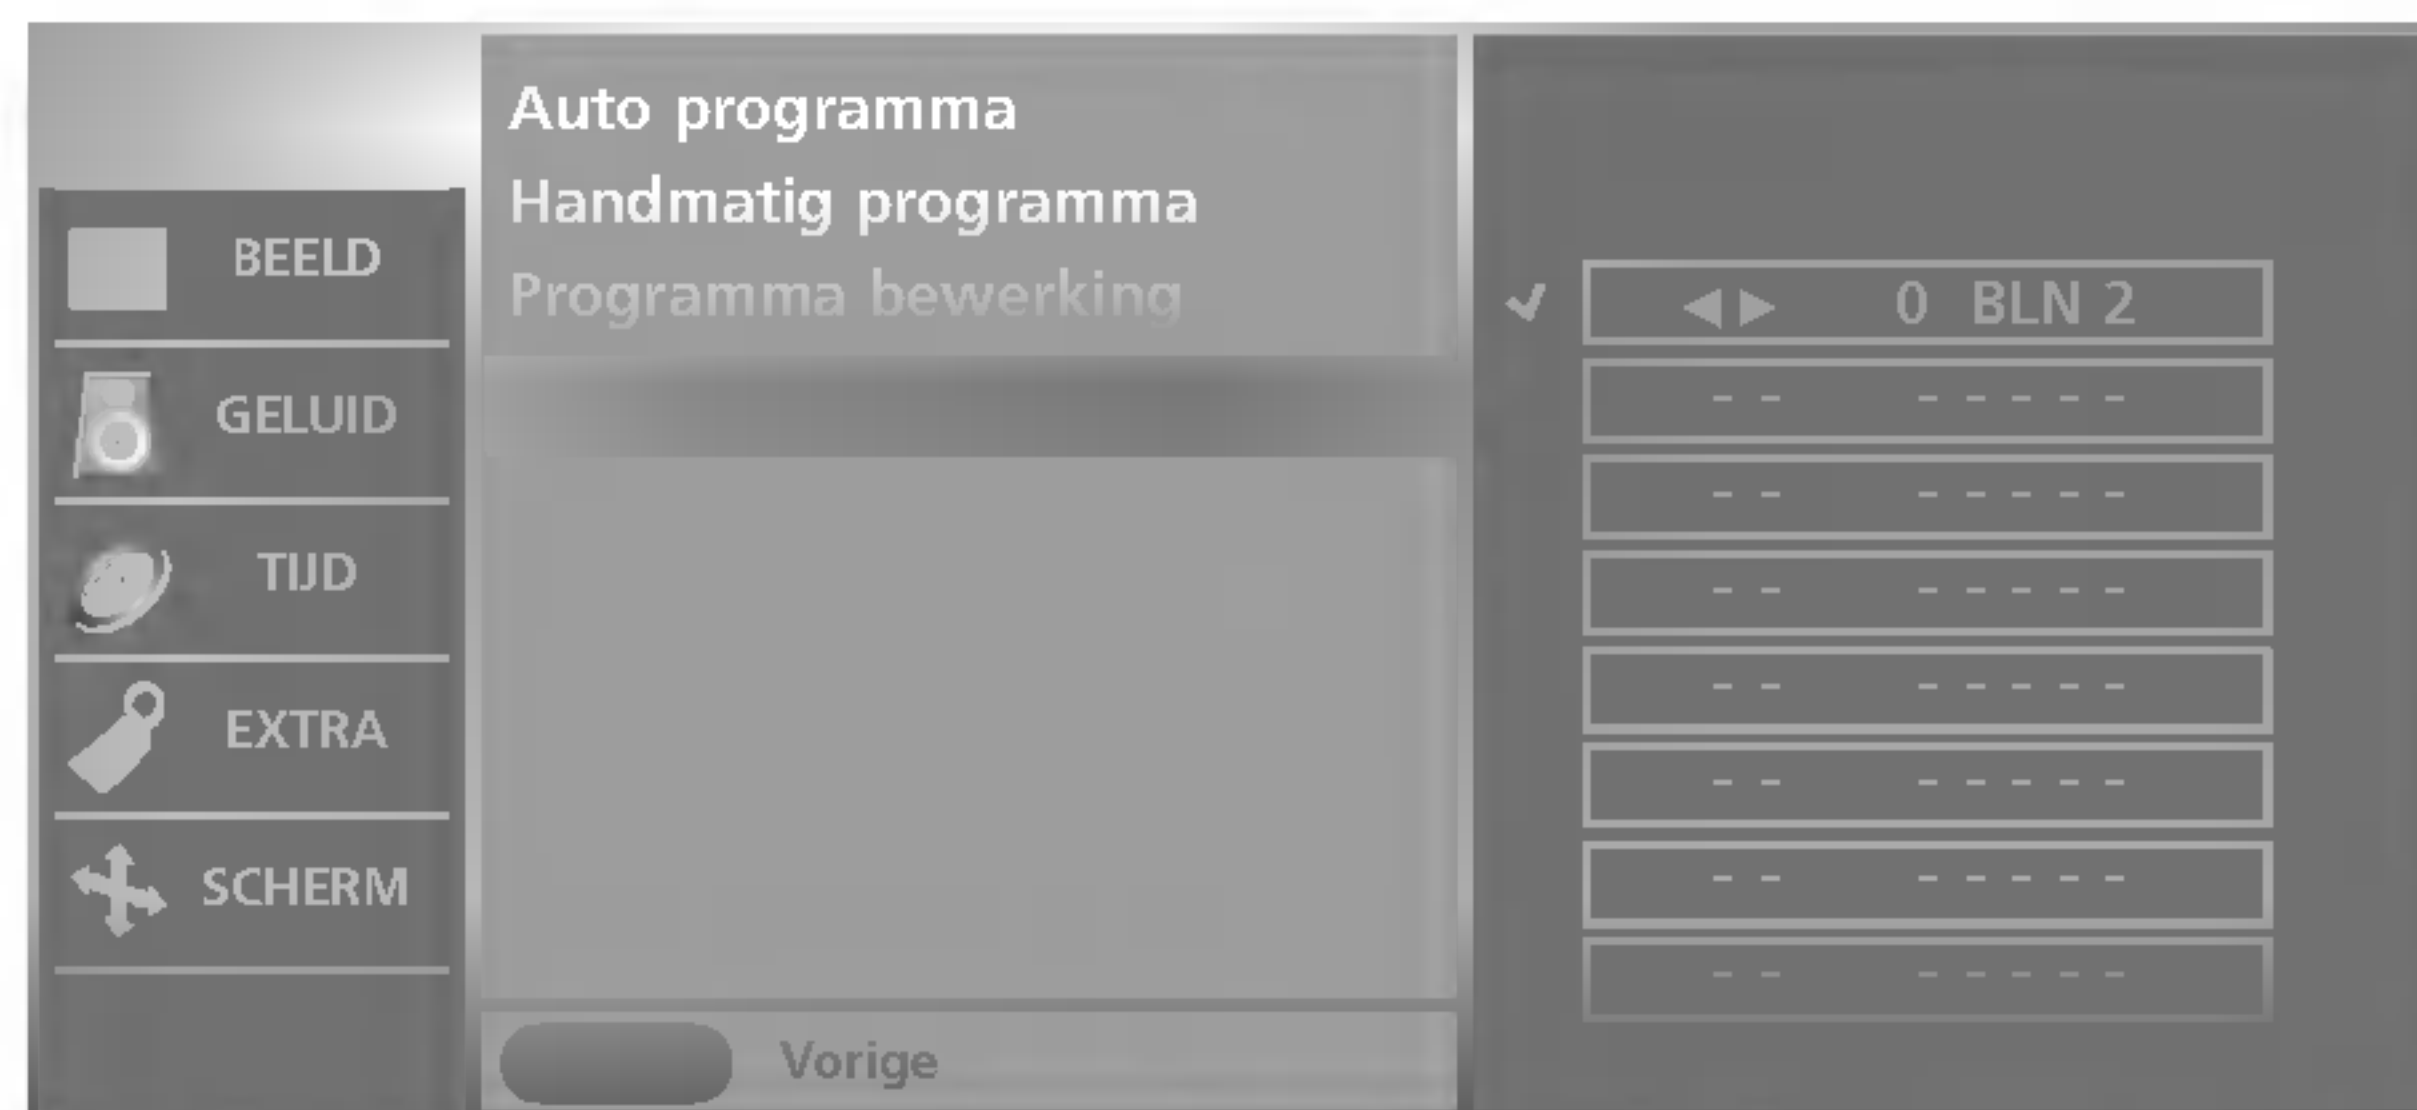 Auto programma
Handmatig programma
Programma bewerking
BEELD
GELUID
TIJD
EXTRA
SCHERM
◀▶ 0 BLN 2
- - - - - - -
- - - - - - -
- - - - - - -
- - - - - - -
- - - - - - -
- - - - - - -
- - - - - - -
Vorige